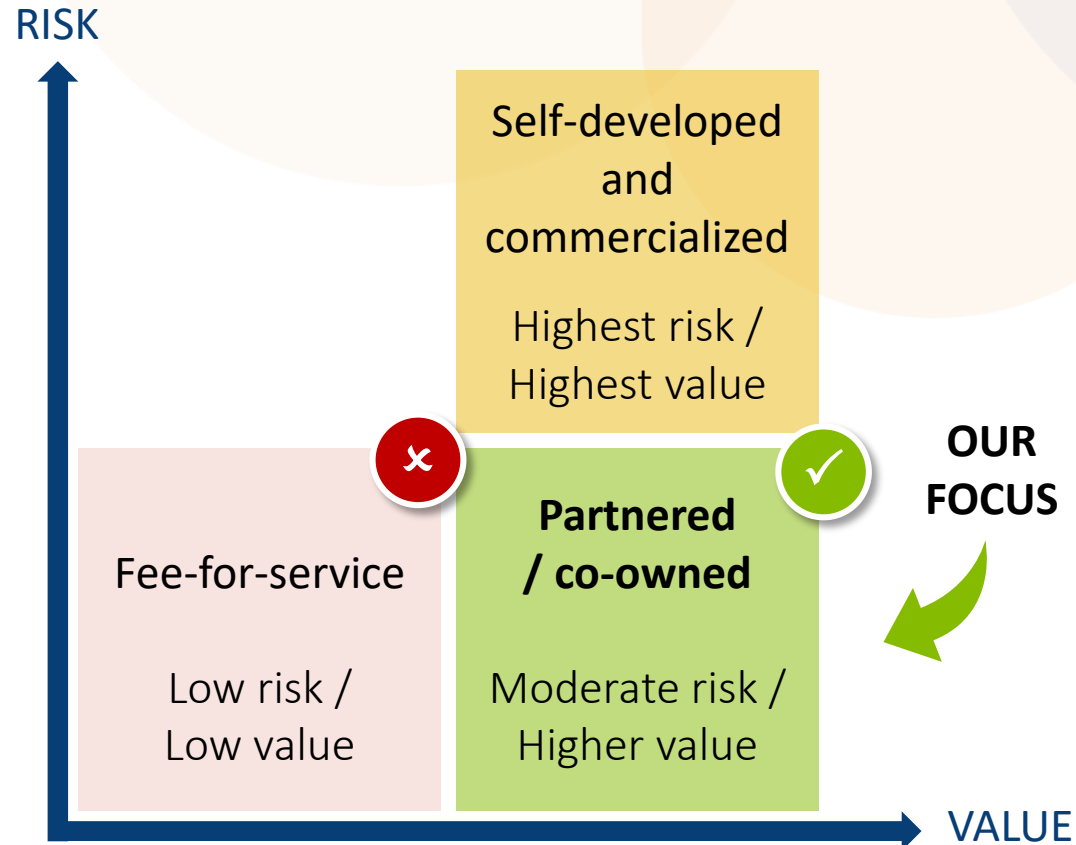 RISK
Self-developed
and
commercialized
Highest risk /
Highest value
Fee-for-service
Low risk /
Low value
Partnered
/ co-owned
Moderate risk /
Higher value
OUR
FOCUS
VALUE